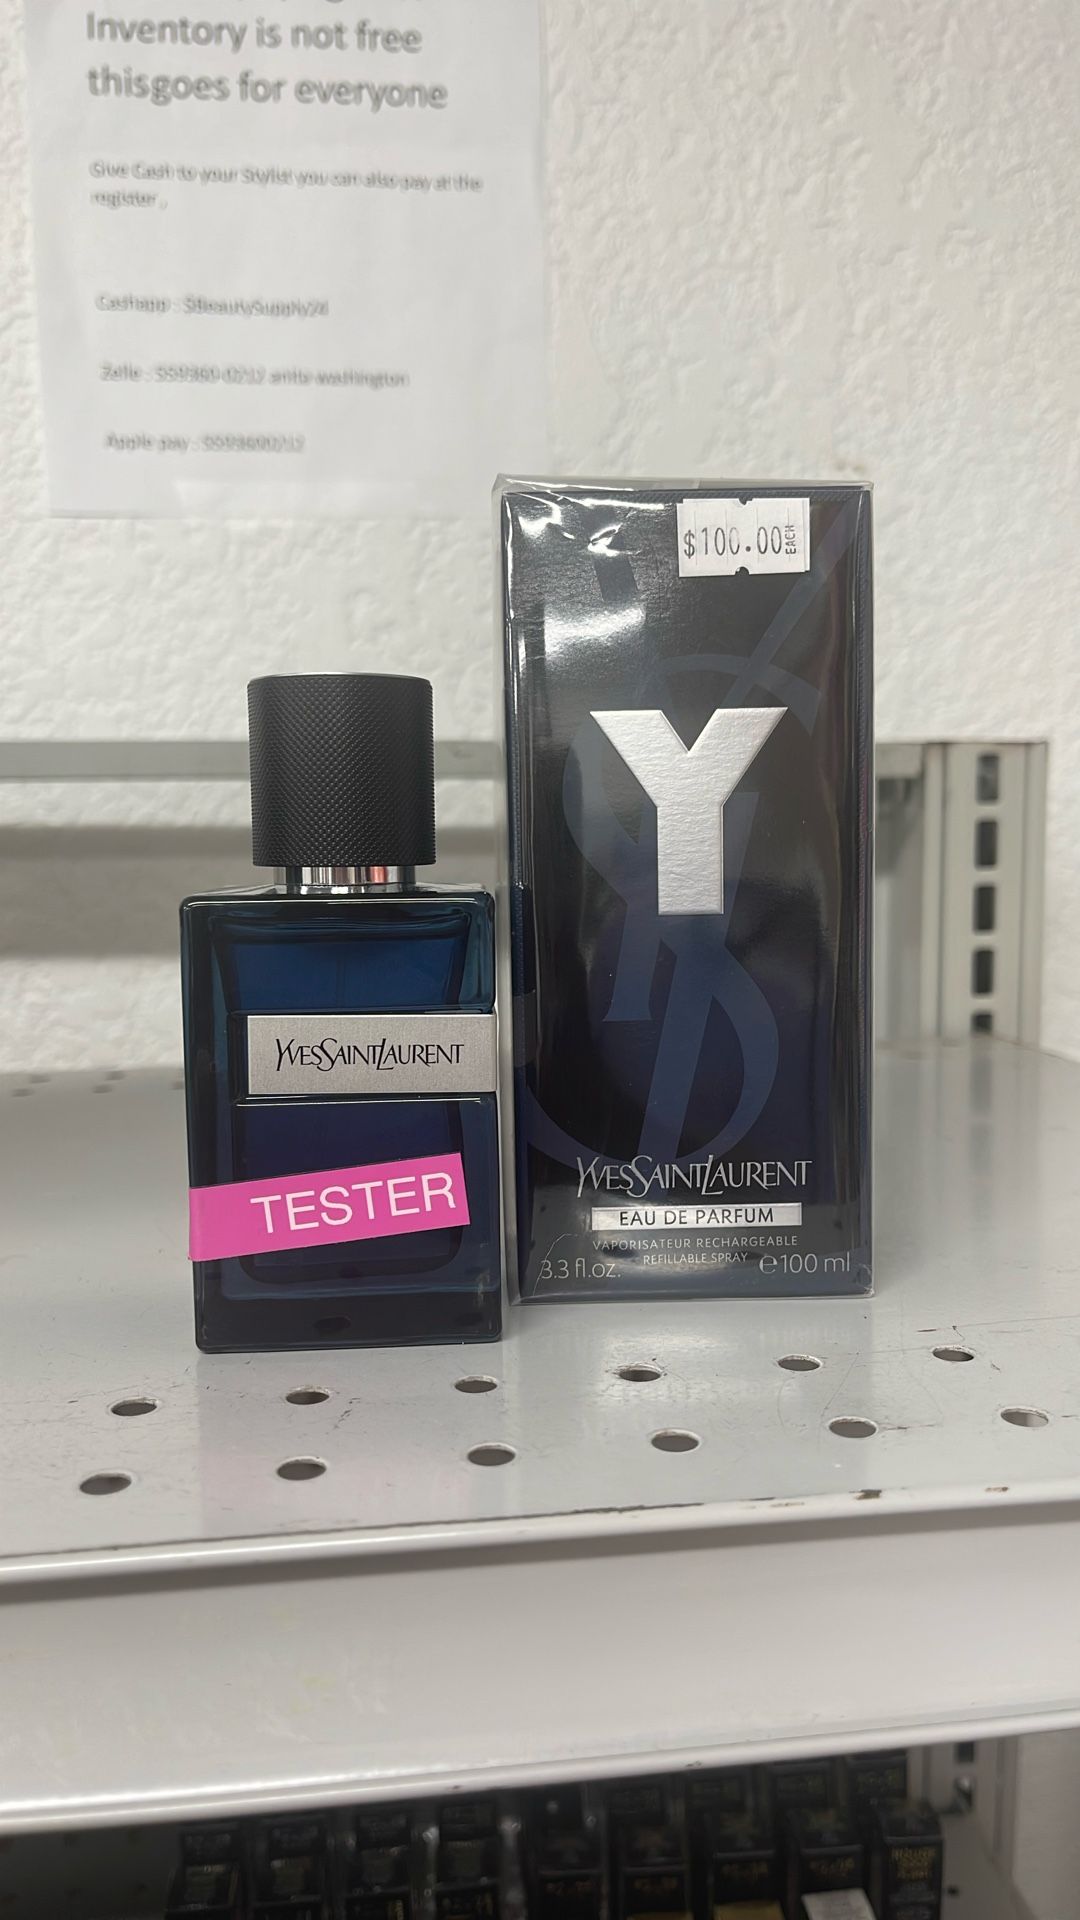 Inventory is not free
thisgoes for everyone
Give Cash to your Stylist you can also pay at the
register .
Cashapp :
Zelle : washington
Apple pay :
$100.00 EACH
Y
YVESSAINTLAURENT
TESTER
YVESSAINTLAURENT
EAU DE PARFUM
VAPORISATEUR RECHARGEABLE
REFILLABLE SPRAY
3.3 fl.oz. e100 ml